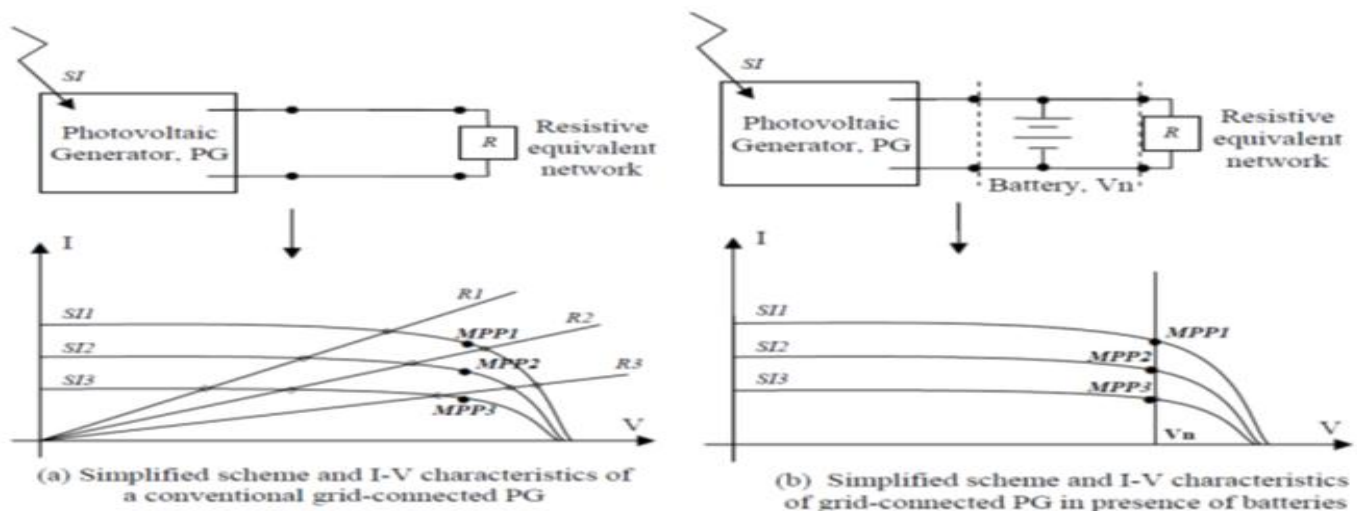 SI
Photovoltaic
Generator, PG
R
Resistive
equivalent
network
I
SI1
SI2
SI3
R1
R2
R3
MPP1
MPP2
MPP3
V
(a) Simplified scheme and I-V characteristics of
a conventional grid-connected PG
SI
Photovoltaic
Generator, PG
R
Resistive
equivalent
network
Battery, Vn
I
SI1
SI2
SI3
MPP1
MPP2
MPP3
Vn
V
(b) Simplified scheme and I-V characteristics
of grid-connected PG in presence of batteries